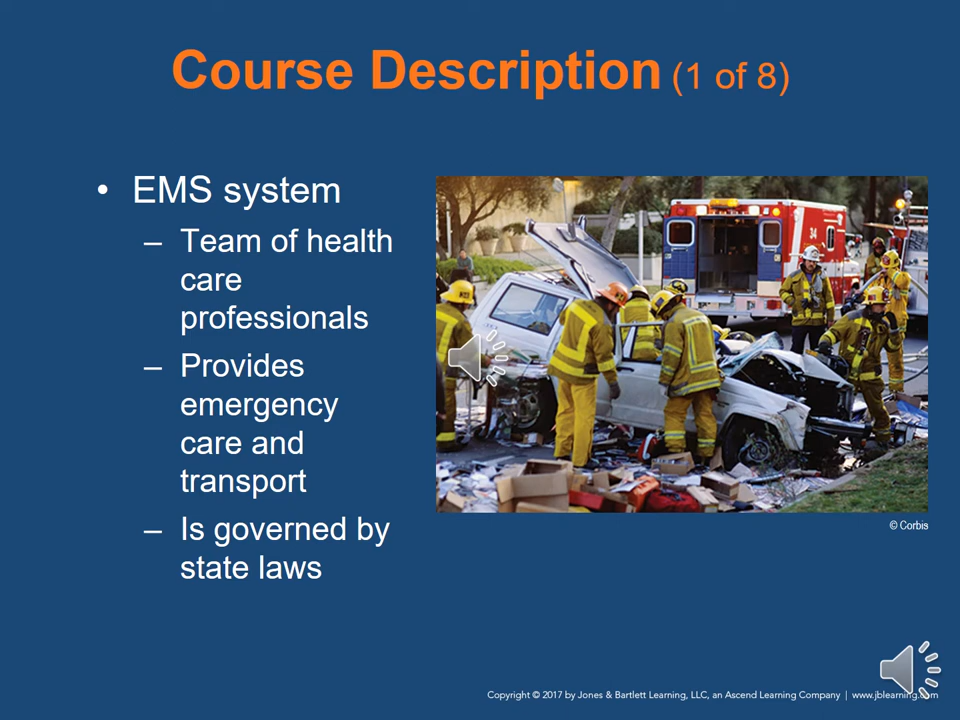 Course Description (1 of 8)
• EMS system
– Team of health
care
professionals
– Provides
emergency
care and
transport
– Is governed by
state laws
34
© Corbis
Copyright © 2017 by Jones & Bartlett Learning, LLC, an Ascend Learning Company | www.jblearning.com